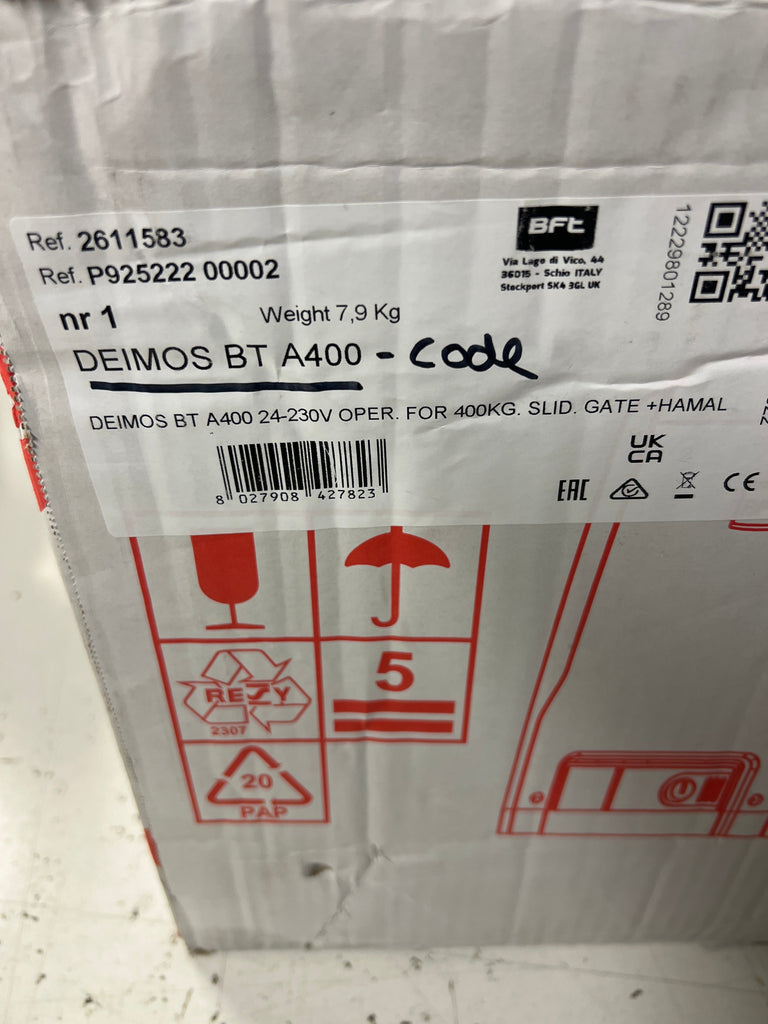 Ref. 2611583
Ref. P925222 00002
nr 1
Weight 7,9 Kg
DEIMOS BT A400 - code
DEIMOS BT A400 24-230V OPER. FOR 400KG. SLID. GATE +HAMAL
8 027908 427823
BFt
Via Lago di Vico, 44
36015 - Schio ITALY
Stockport SK4 3GL UK
12229801289
UK
CA
EAC
CE
RESY
2307
5
20
PAP